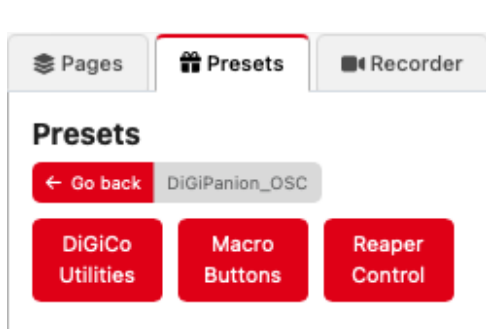 Pages Presets Recorder
Presets
← Go back DiGiPanion_OSC
DiGiCo Macro Reaper
Utilities Buttons Control